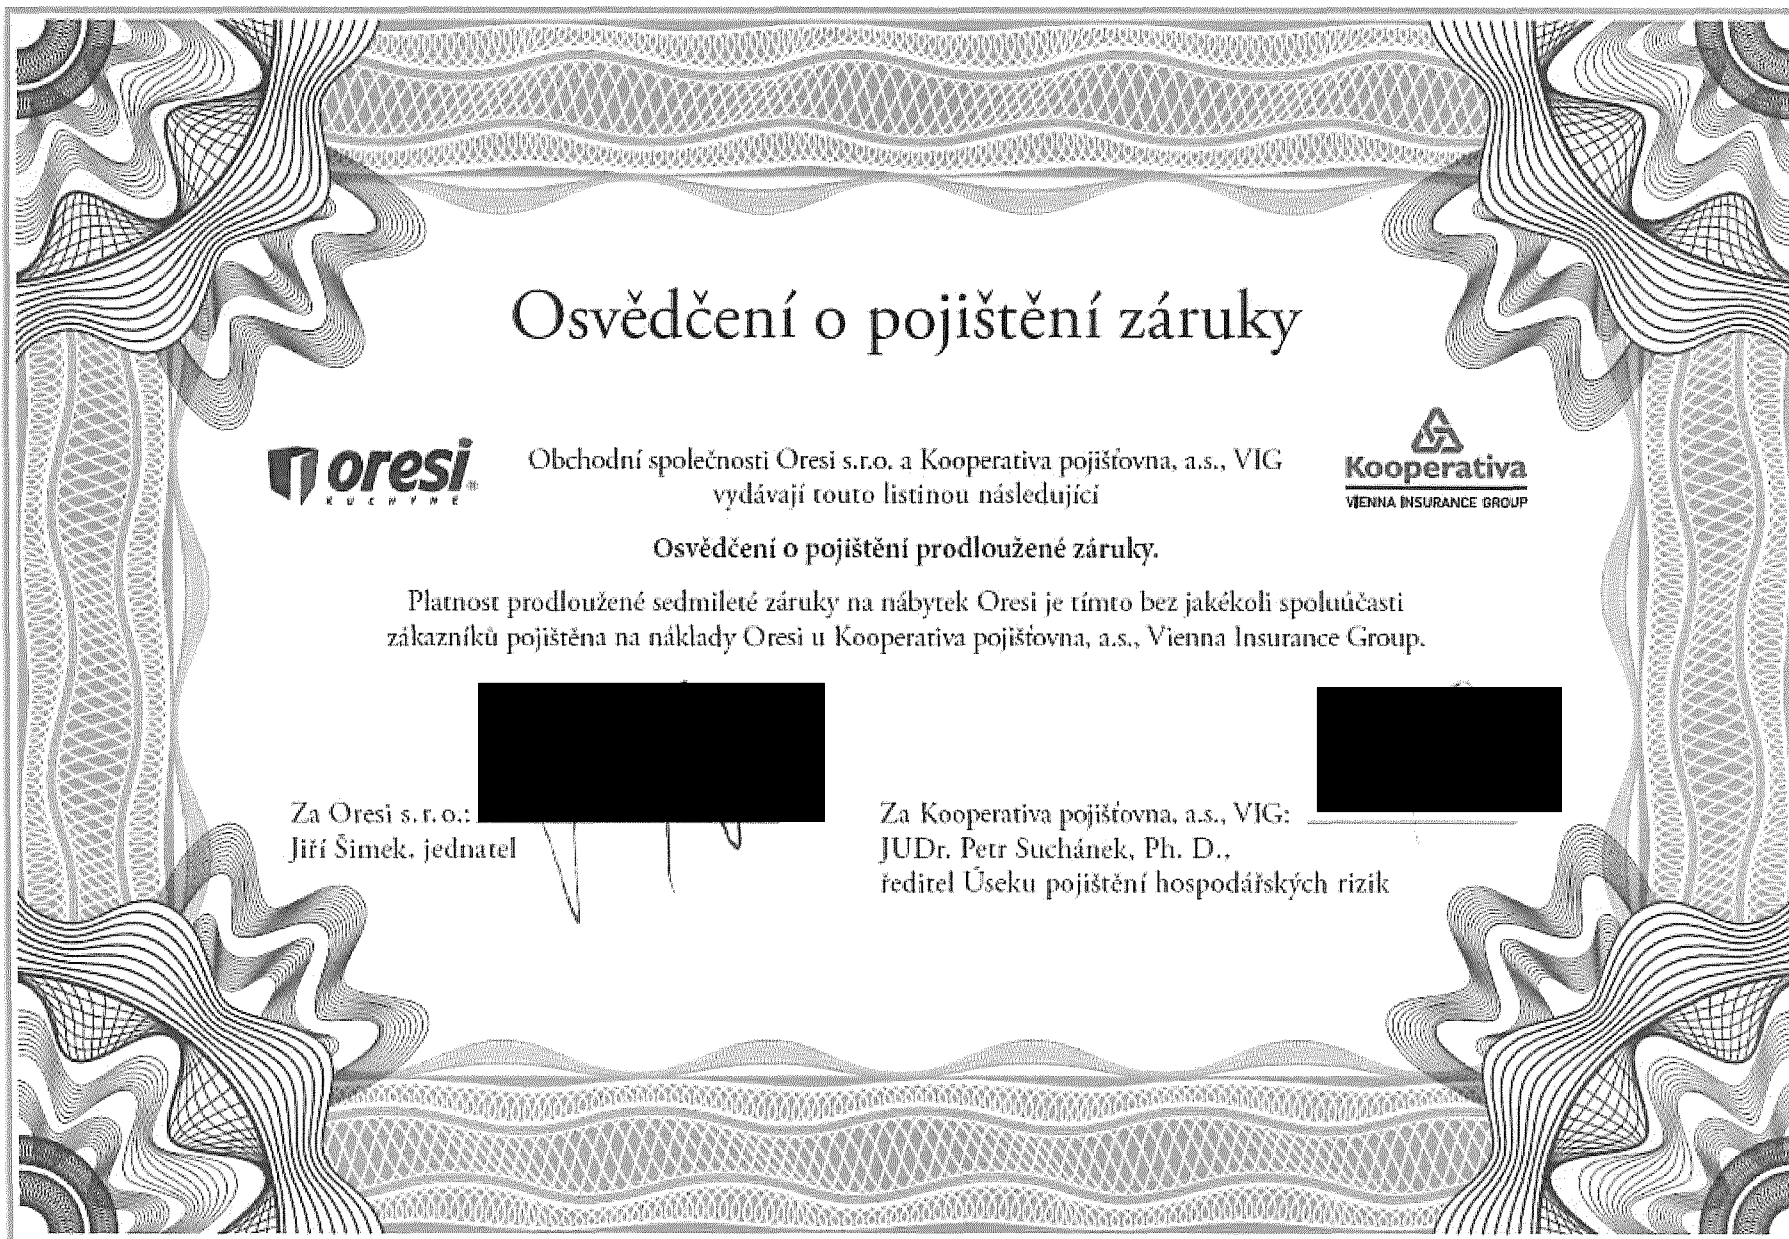 Osvědčení o pojištění záruky
oresi®
KUCHYNĚ
Obchodní společnosti Oresi s.r.o. a Kooperativa pojišťovna, a.s., VIG
vydávají touto listinou následující
Kooperativa
VIENNA INSURANCE GROUP
Osvědčení o pojištění prodloužené záruky.
Platnost prodloužené sedmileté záruky na nábytek Oresi je tímto bez jakékoli spoluúčasti
zákazníků pojištěna na náklady Oresi u Kooperativa pojišťovna, a.s., Vienna Insurance Group.
Za Oresi s. r. o.:
Jiří Šimek, jednatel
Za Kooperativa pojišťovna, a.s., VIG:
JUDr. Petr Suchánek, Ph. D.,
ředitel Úseku pojištění hospodářských rizik